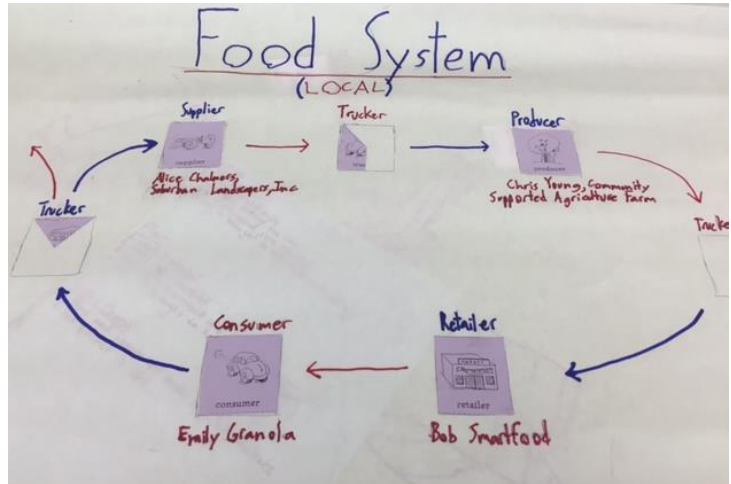 Food System
(LOCAL)
Supplier
supplier
Alice Chalmers,
Suburban Landscapers, Inc
Trucker
Producer
producer
Chris Young, Community
Supported Agriculture Farm
Trucker
Trucke
Consumer
consumer
Emily Granola
Retailer
retailer
Bob Smartfood